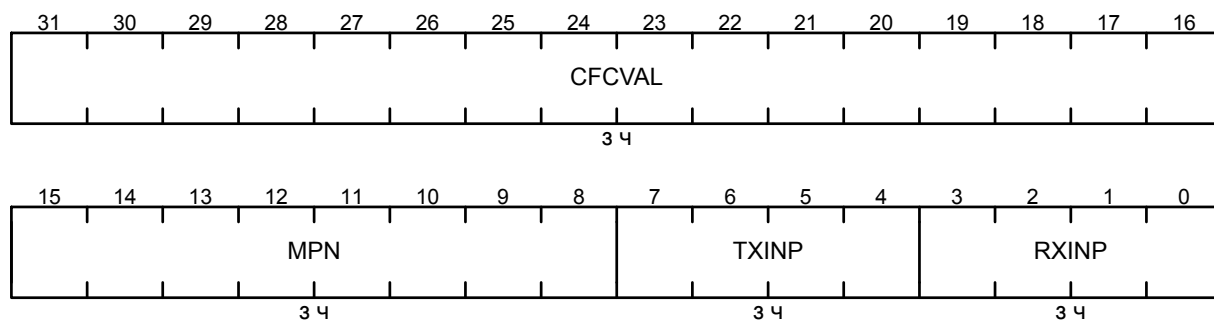 31 30 29 28 27 26 25 24 23 22 21 20 19 18 17 16
CFCVAL
з ч
15 14 13 12 11 10 9 8 7 6 5 4 3 2 1 0
MPN TXINP RXINP
з ч з ч з ч